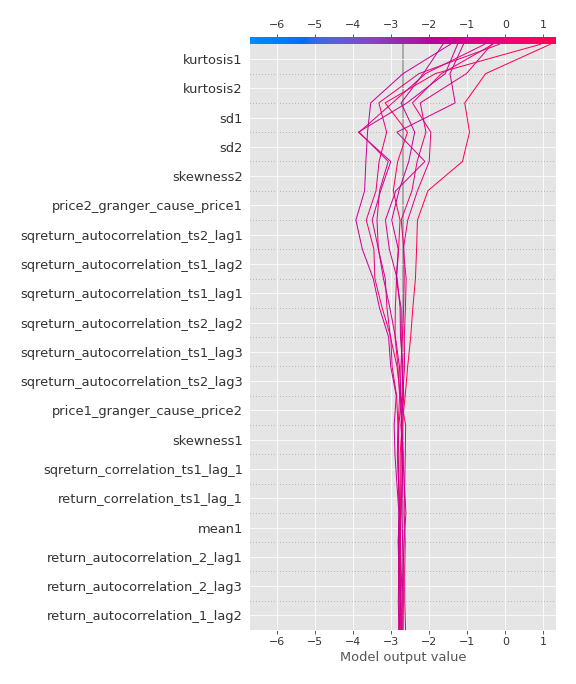 −6 −5 −4 −3 −2 −1 0 1
kurtosis1
kurtosis2
sd1
sd2
skewness2
price2_granger_cause_price1
sqreturn_autocorrelation_ts2_lag1
sqreturn_autocorrelation_ts1_lag2
sqreturn_autocorrelation_ts1_lag1
sqreturn_autocorrelation_ts2_lag2
sqreturn_autocorrelation_ts1_lag3
sqreturn_autocorrelation_ts2_lag3
price1_granger_cause_price2
skewness1
sqreturn_correlation_ts1_lag_1
return_correlation_ts1_lag_1
mean1
return_autocorrelation_2_lag1
return_autocorrelation_2_lag3
return_autocorrelation_1_lag2
−6 −5 −4 −3 −2 −1 0 1
Model output value